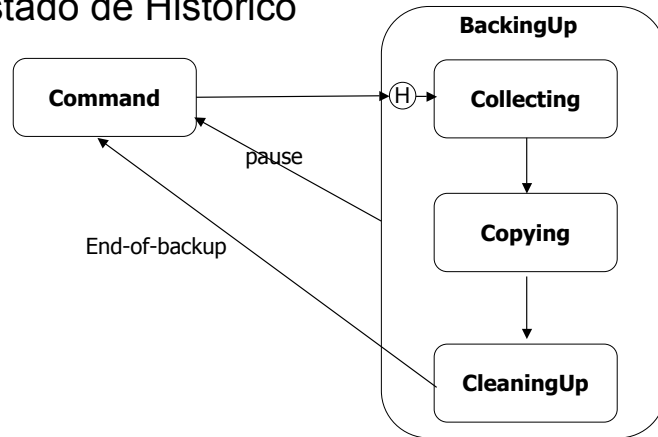 stado de Histórico
BackingUp
Command
H
Collecting
pause
Copying
End-of-backup
CleaningUp